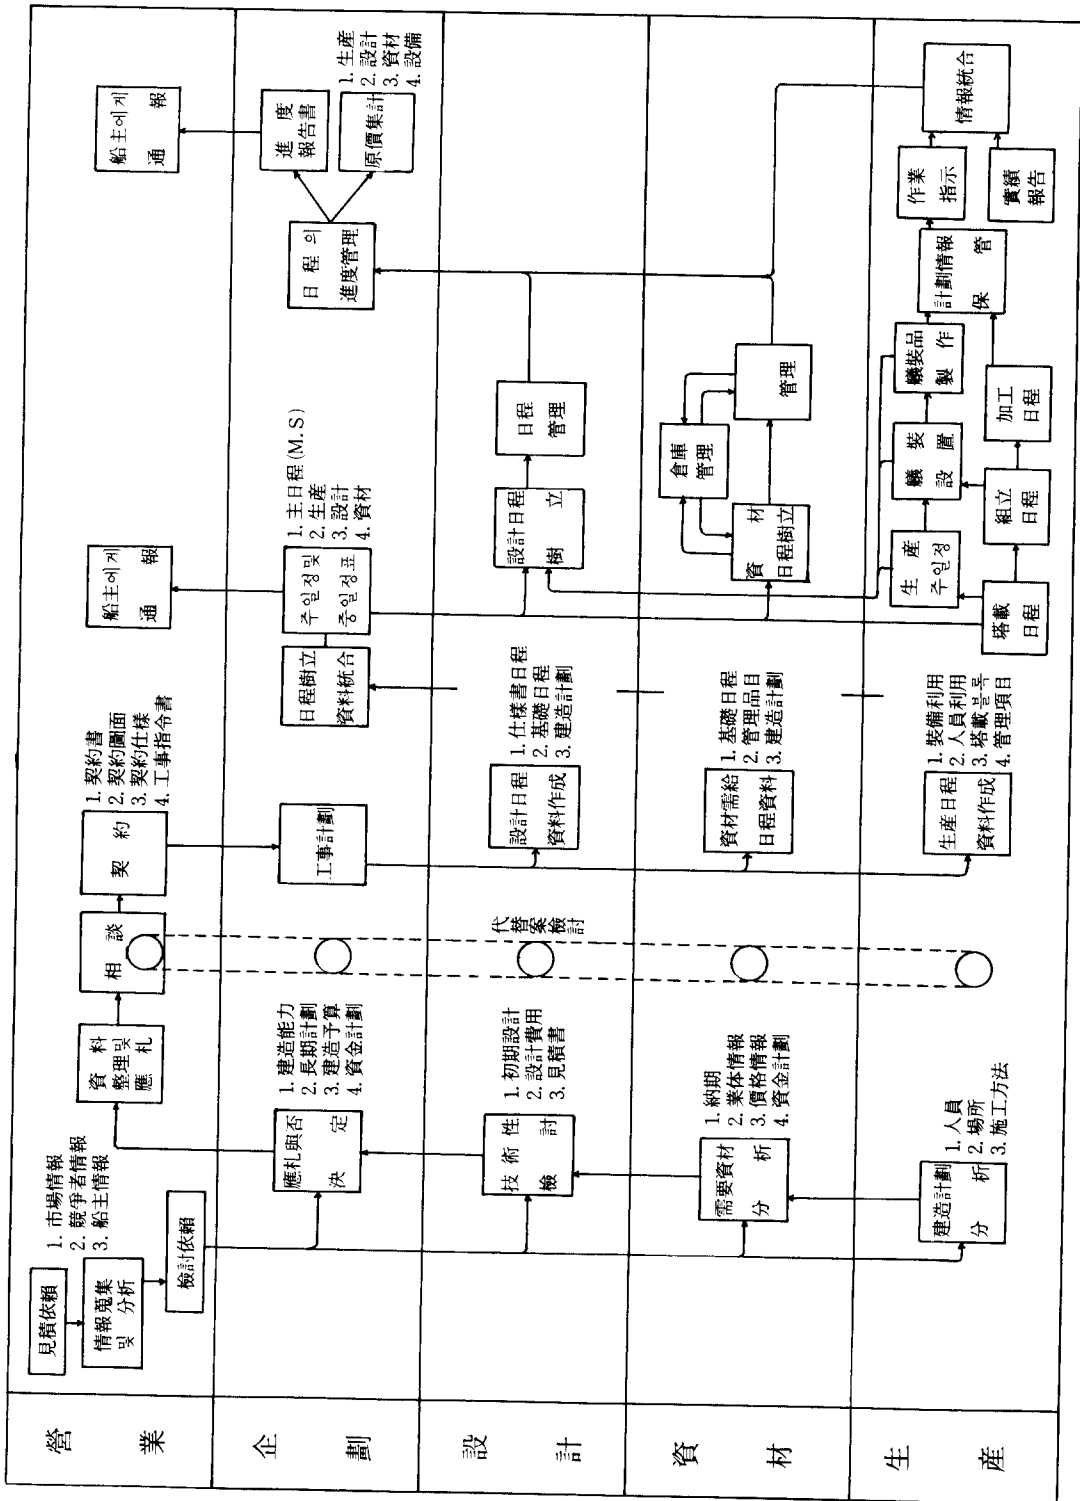 營業
見積依賴
1. 市場情報
2. 競爭者情報
3. 船主情報
情報蒐集
및 分析
檢討依賴
資料
整理및
應札
相談
契約
1. 契約書
2. 契約圖面
3. 契約仕樣
4. 工事指令書
船主에게
通報
船主에게
通報
企劃
應札與否
決定
1. 建造能力
2. 長期計劃
3. 建造予算
4. 資金計劃
工事計劃
日程樹立
資料統合
주일정및
중일정표
1. 主日程(M.S)
2. 生産
3. 設計
4. 資材
日程의
進度管理
進度
報告書
原價集計
1. 生産
2. 設計
3. 資材
4. 設備
設計
技術性
檢討
1. 初期設計
2. 設計費用
3. 見積書
代替案檢討
設計日程
資料作成
1. 仕樣書日程
2. 基礎日程
3. 建造計劃
設計日程
樹立
日程
管理
資材
需要資材
分析
1. 納期
2. 業体情報
3. 價格情報
4. 資金計劃
資材需給
日程資料
1. 基礎日程
2. 管理品目
3. 建造計劃
資材
日程樹立
倉庫
管理
管理
生産
建造計劃
分析
1. 人員
2. 場所
3. 施工方法
生産日程
資料作成
1. 裝備利用
2. 人員利用
3. 塔載블록
4. 管理項目
塔載
日程
生産
주일정
組立
日程
艤裝
設置
加工
日程
艤裝品
製作
計劃情報
保管
作業
指示
實績
報告
情報統合